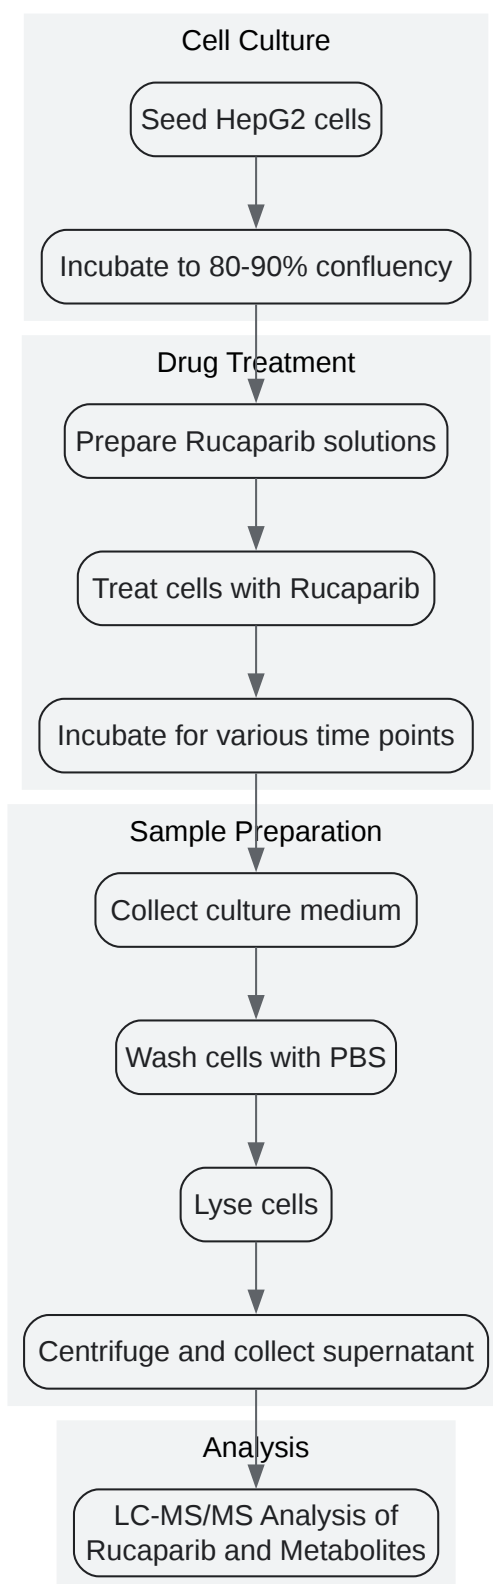 Cell Culture
Seed HepG2 cells
Incubate to 80-90% confluency
Drug Treatment
Prepare Rucaparib solutions
Treat cells with Rucaparib
Incubate for various time points
Sample Preparation
Collect culture medium
Wash cells with PBS
Lyse cells
Centrifuge and collect supernatant
Analysis
LC-MS/MS Analysis of
Rucaparib and Metabolites